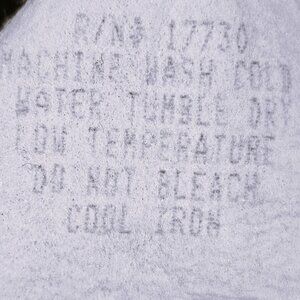 R/N# 17730
MACHINE WASH COLD
WATER TUMBLE DRY
LOW TEMPERATURE
DO NOT BLEACH
COOL IRON